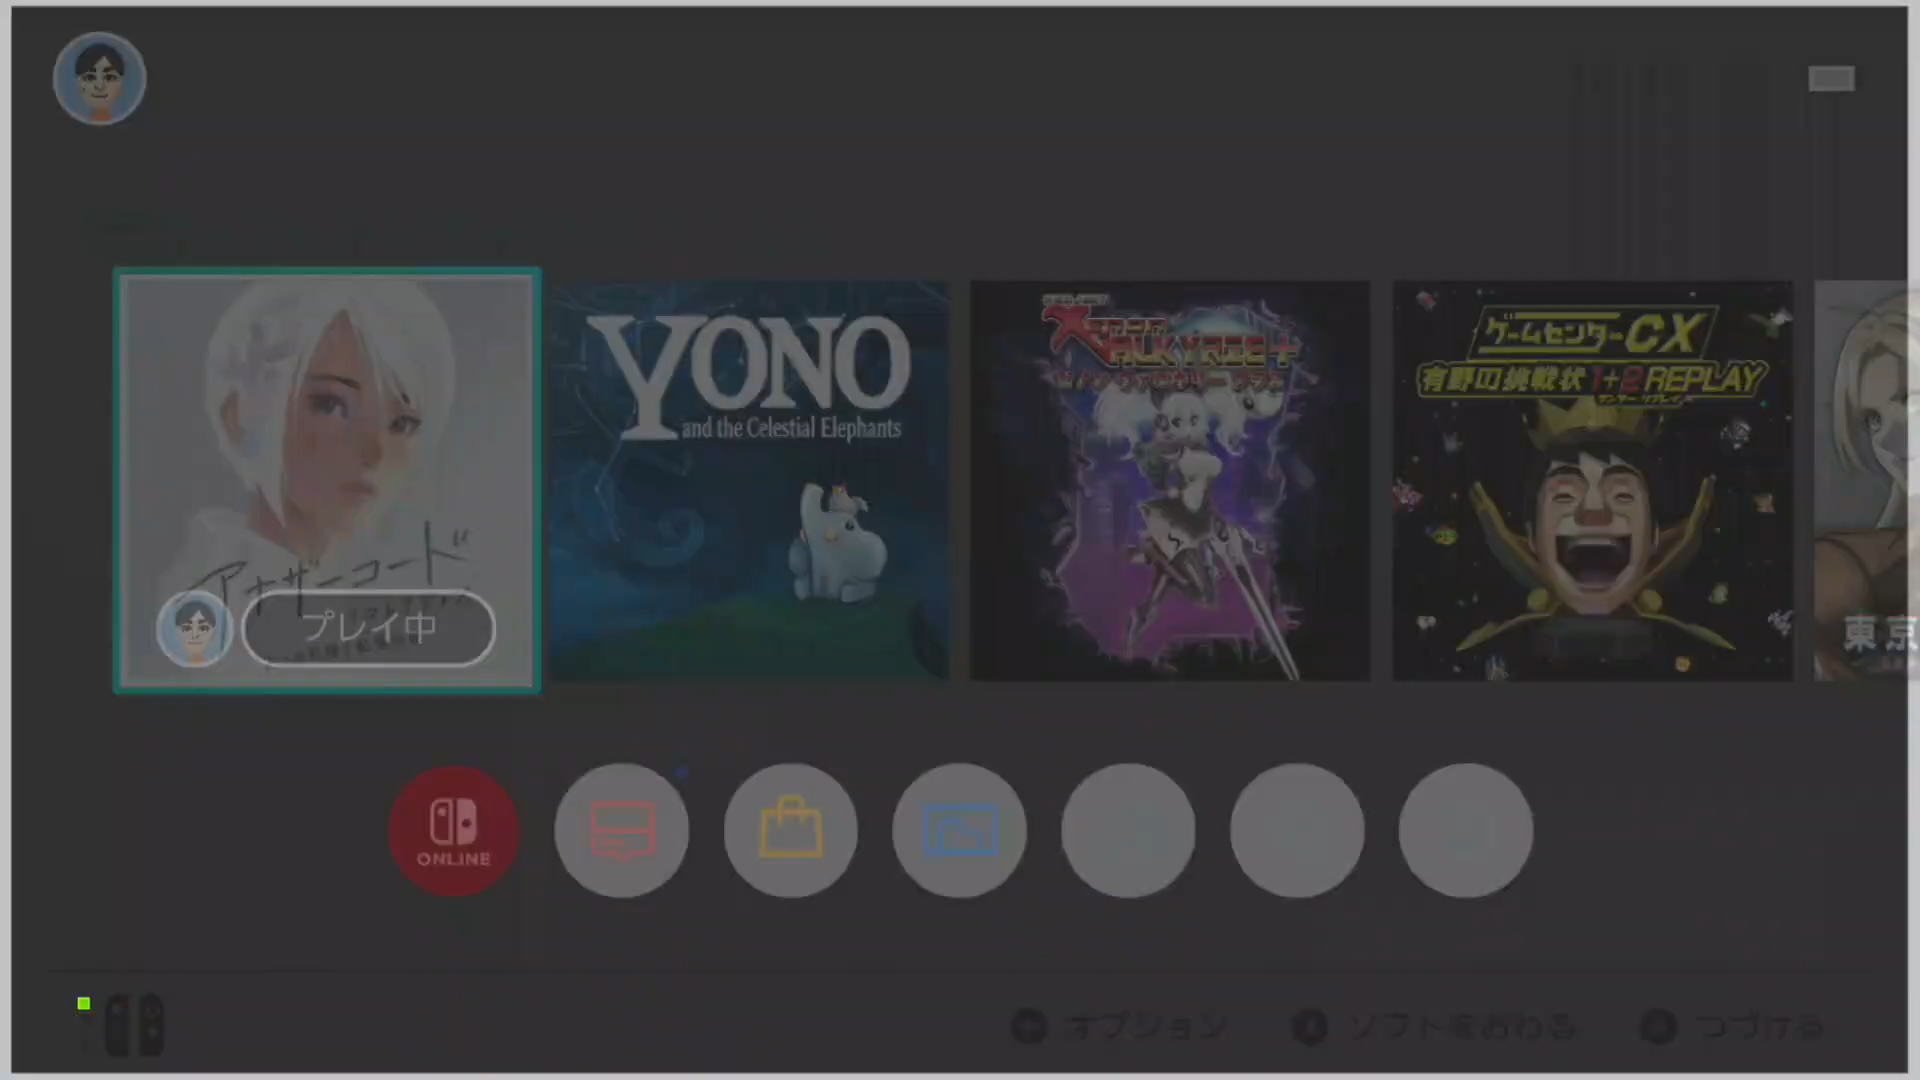 アナザーコード
プレイ中
YONO
and the Celestial Elephants
ゲームセンターCX
有野の挑戦状 1+2 REPLAY
東京
ONLINE
オプション
ソフトをおわる
つづける